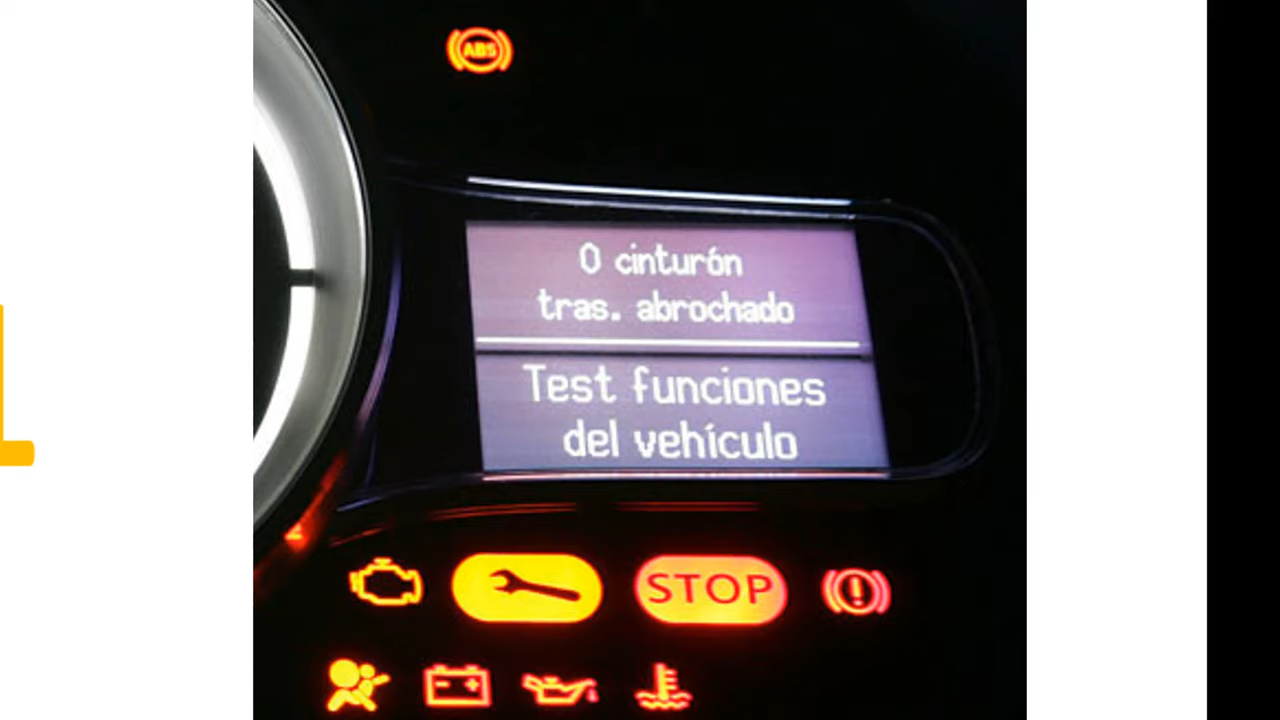 ABS
0 cinturón
tras. abrochado
Test funciones
del vehículo
STOP